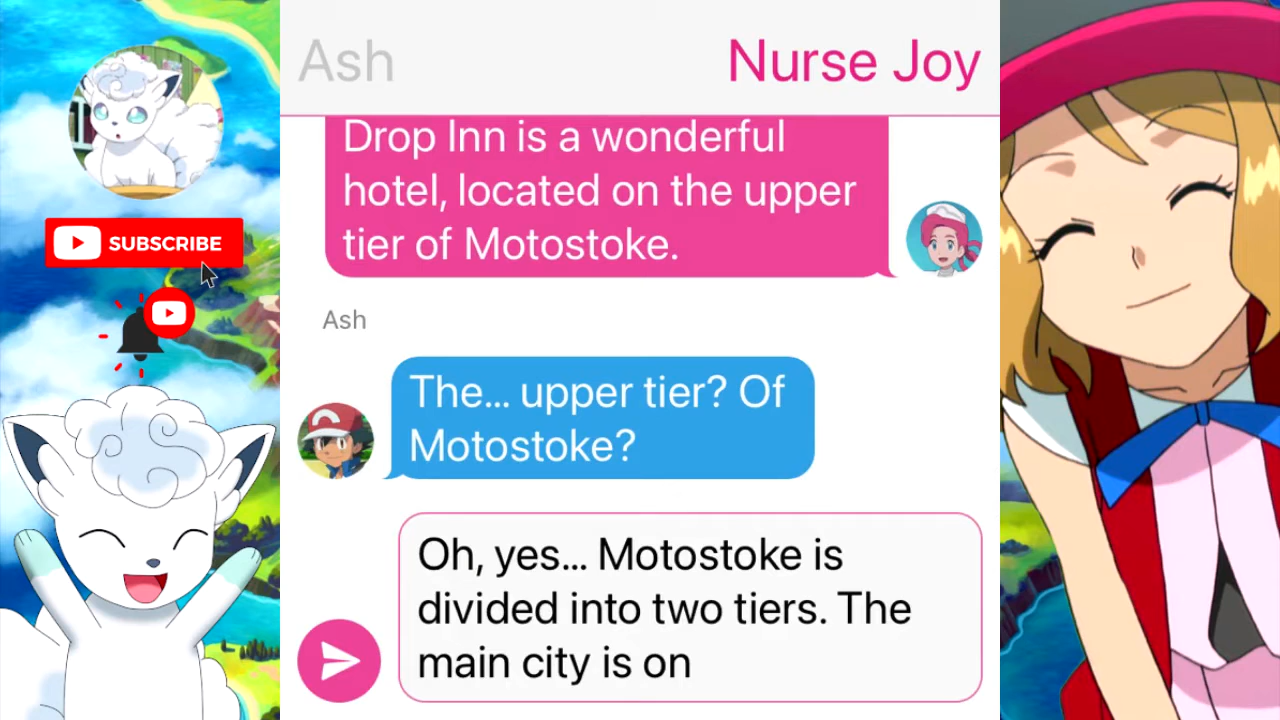 Ash
Nurse Joy
Drop Inn is a wonderful
hotel, located on the upper
tier of Motostoke.
SUBSCRIBE
Ash
The... upper tier? Of
Motostoke?
Oh, yes... Motostoke is
divided into two tiers. The
main city is on